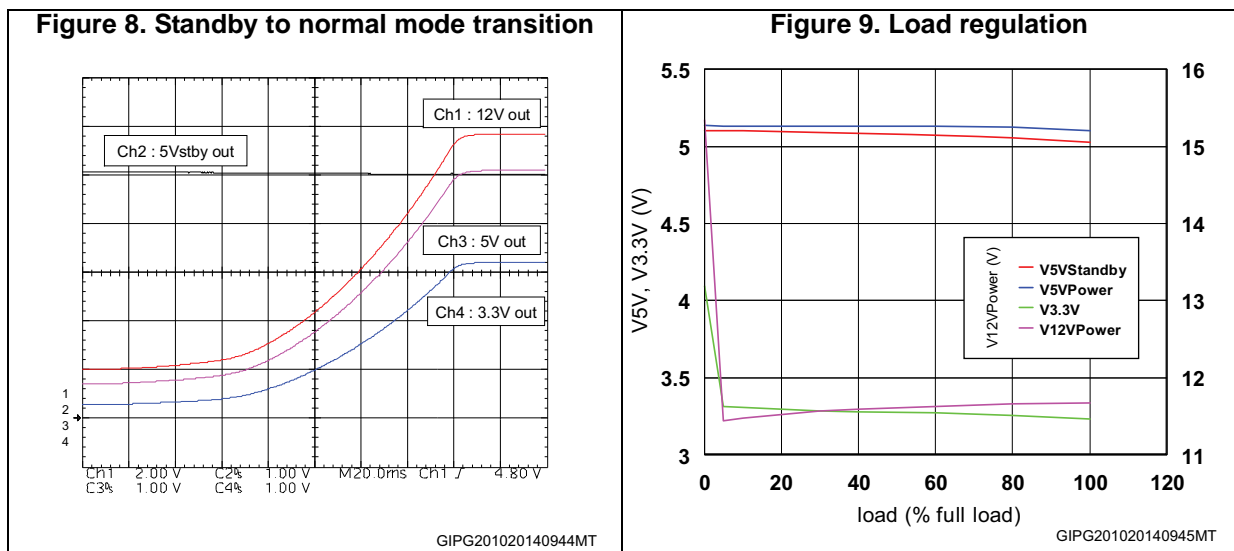 Figure 8. Standby to normal mode transition
Ch1 : 12V out
Ch2 : 5Vstby out
Ch3 : 5V out
Ch4 : 3.3V out
1
2
3
4
Ch1 2.00 V C2% 1.00 V M20.0ms Ch1 4.80 V
C3% 1.00 V C4% 1.00 V
GIPG201020140944MT
Figure 9. Load regulation
5.5
5
4.5
4
3.5
3
V5V, V3.3V (V)
16
15
14
13
12
11
V12VPower (V)
V5VStandby
V5VPower
V3.3V
V12VPower
0 20 40 60 80 100 120
load (% full load)
GIPG201020140945MT